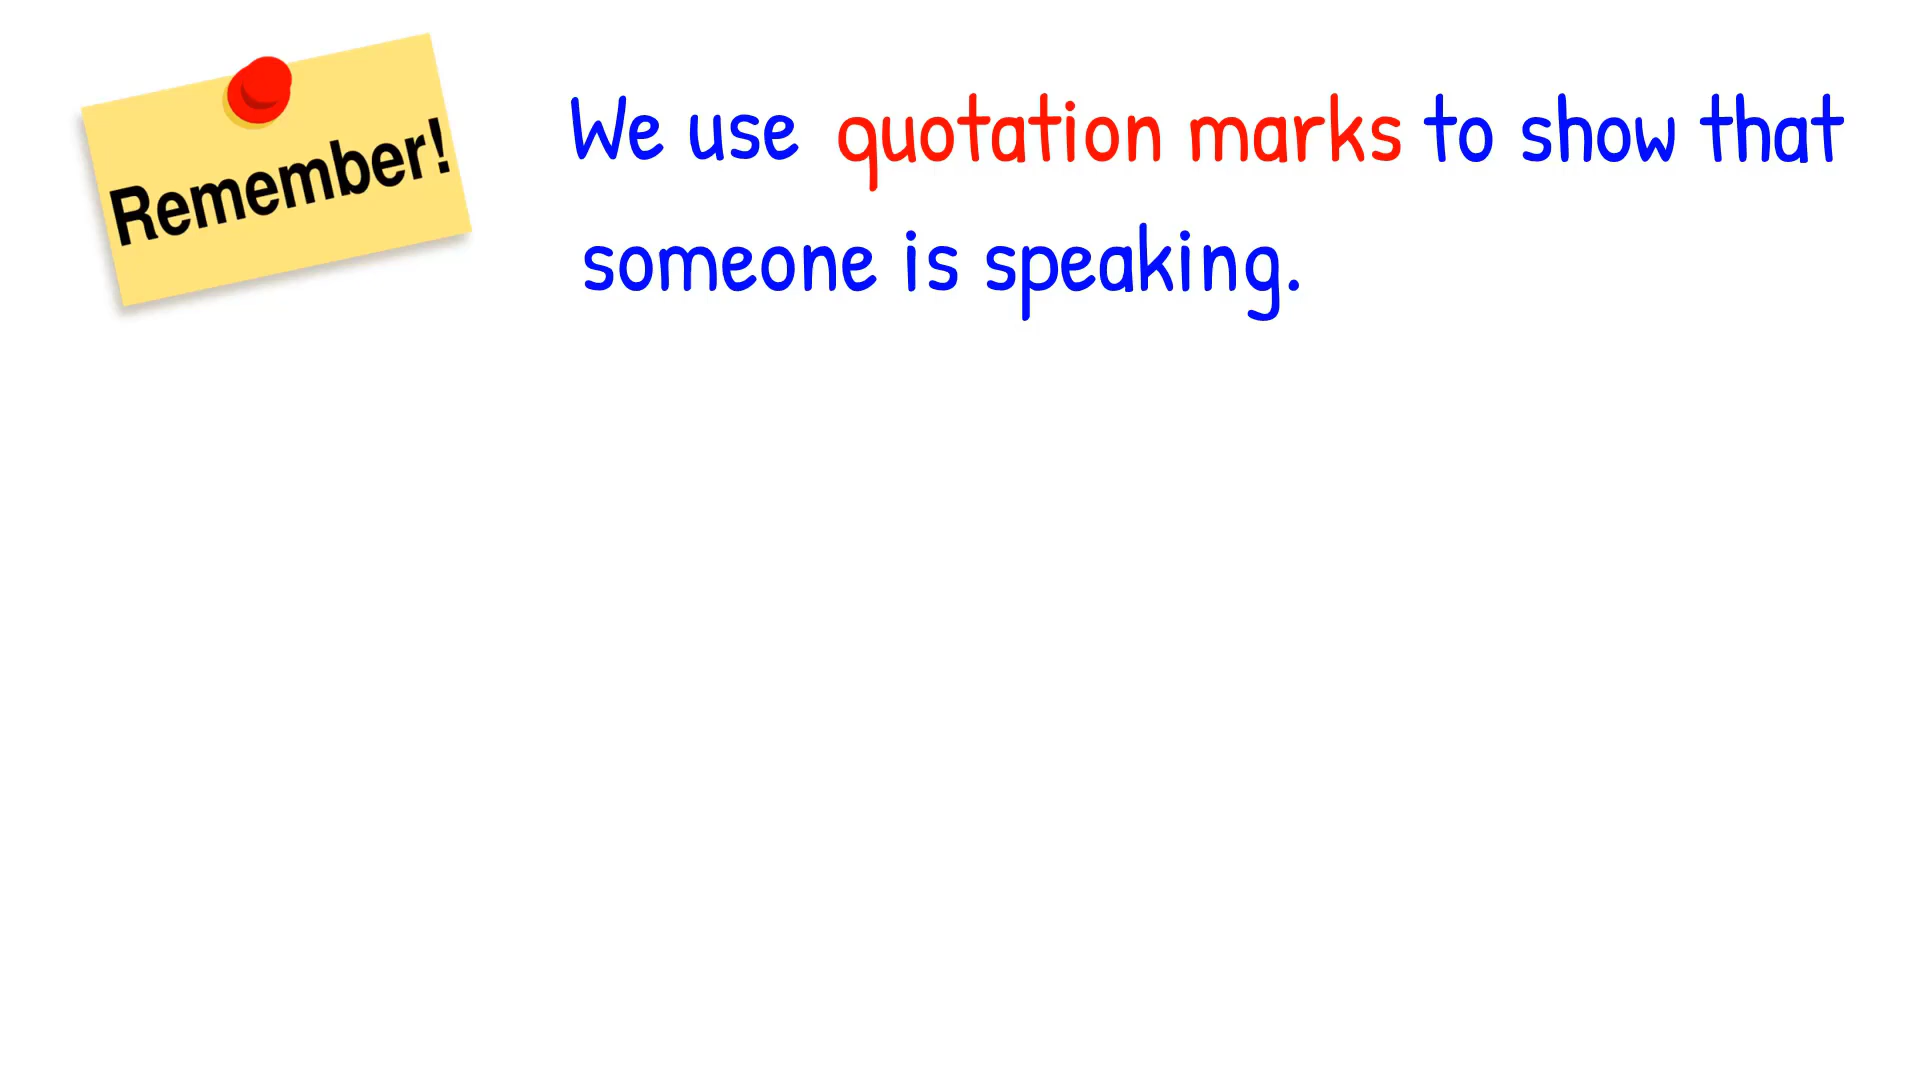 Remember!
We use quotation marks to show that
someone is speaking.